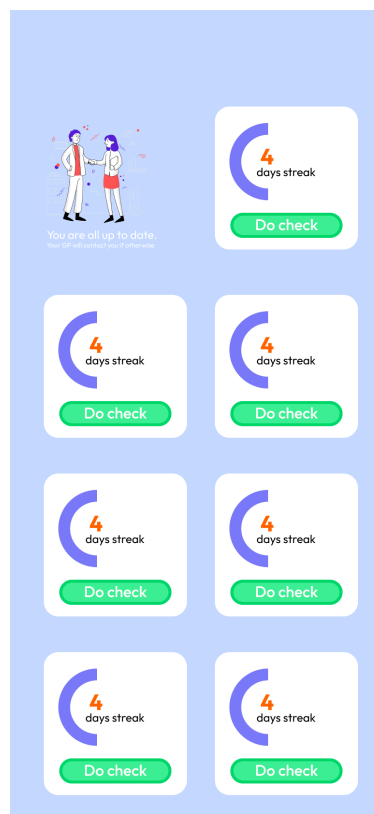 You are all up to date.
Your GP will contact you if otherwise
4
days streak
Do check
4
days streak
Do check
4
days streak
Do check
4
days streak
Do check
4
days streak
Do check
4
days streak
Do check
4
days streak
Do check